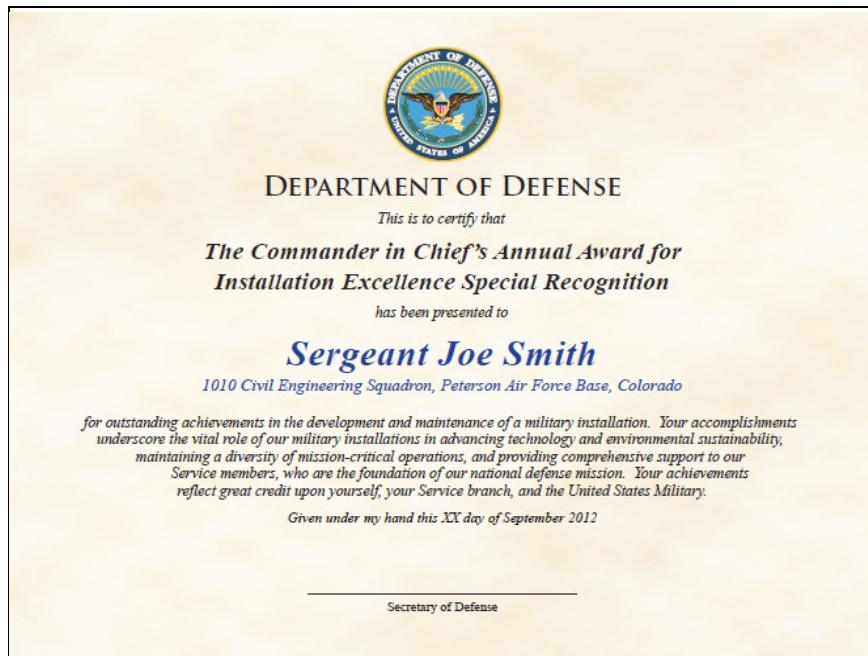 DEPARTMENT OF DEFENSE
UNITED STATES OF AMERICA
DEPARTMENT OF DEFENSE
This is to certify that
The Commander in Chief's Annual Award for
Installation Excellence Special Recognition
has been presented to
Sergeant Joe Smith
1010 Civil Engineering Squadron, Peterson Air Force Base, Colorado
for outstanding achievements in the development and maintenance of a military installation.  Your accomplishments
underscore the vital role of our military installations in advancing technology and environmental sustainability,
maintaining a diversity of mission-critical operations, and providing comprehensive support to our
Service members, who are the foundation of our national defense mission.  Your achievements
reflect great credit upon yourself, your Service branch, and the United States Military.
Given under my hand this XX day of September 2012
Secretary of Defense